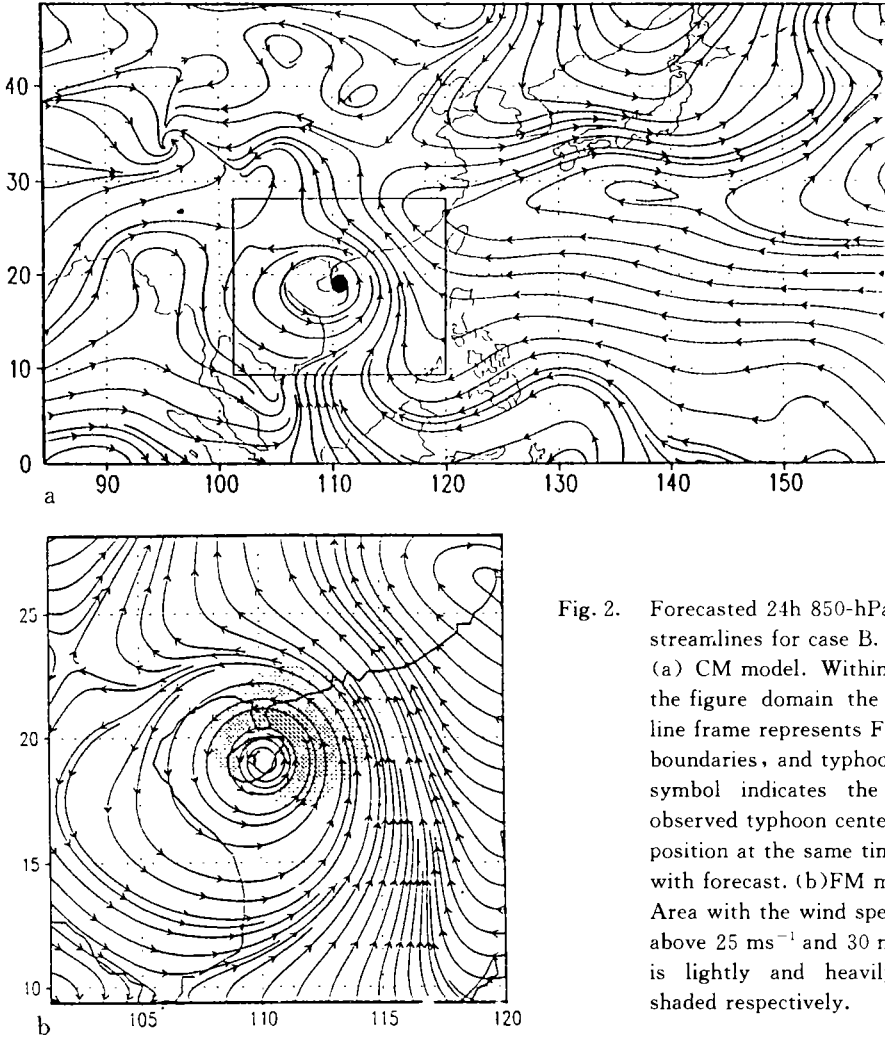 40
30
20
10
0
90
100
110
120
130
140
150
a
25
20
15
10
105
110
115
120
b
Fig. 2. Forecasted 24h 850-hPa
streamlines for case B.
(a) CM model. Within
the figure domain the
line frame represents F
boundaries, and typhoo
symbol indicates the
observed typhoon cente
position at the same tim
with forecast. (b)FM m
Area with the wind spe
above 25 ms⁻¹ and 30 m
is lightly and heavil
shaded respectively.